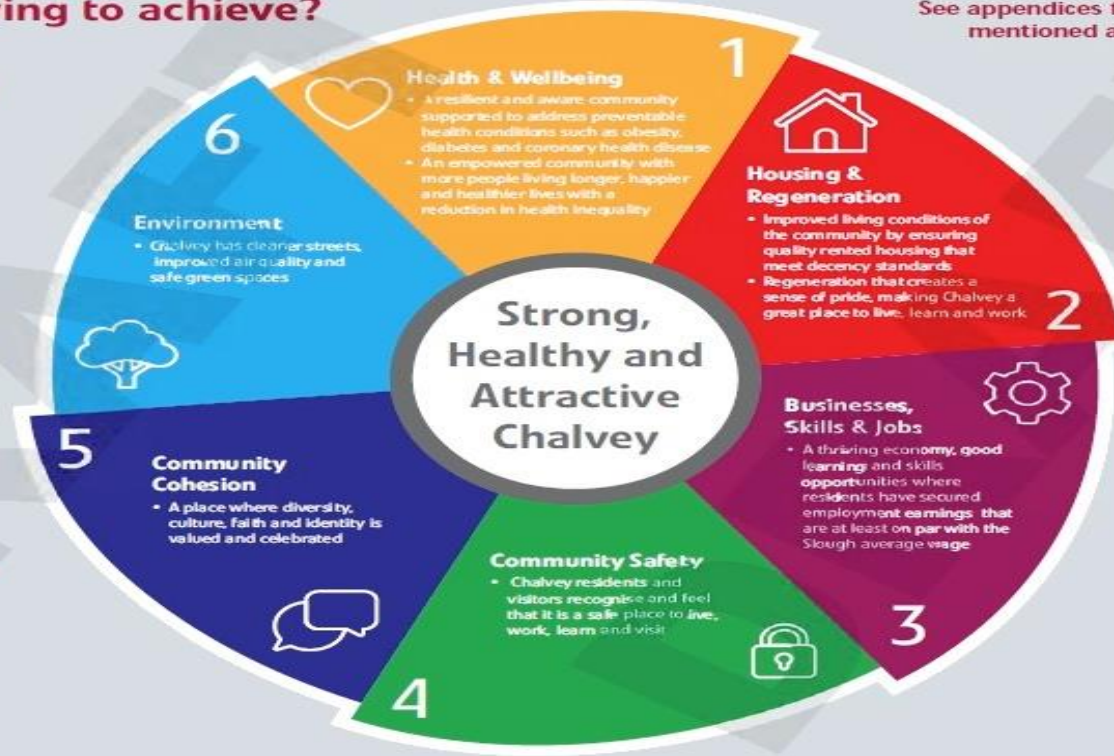 ing to achieve?
See appendices
mentioned a
1
Health & Wellbeing
• A resilient and aware community
supported to address preventable
health conditions such as obesity,
diabetes and coronary health disease
• An empowered community with
more people living longer, happier
and healthier lives with a
reduction in health inequality
Housing &
Regeneration
• Improved living conditions of
the community by ensuring
quality rented housing that
meet decency standards
• Regeneration that creates a
sense of pride, making Chalvey a
great place to live, learn and work
2
Businesses,
Skills & Jobs
• A thriving economy, good
learning and skills
opportunities where
residents have secured
employment earnings that
are at least on par with the
Slough average wage
3
Community Safety
• Chalvey residents and
visitors recognise and feel
that it is a safe place to live,
work, learn and visit
4
5
Community
Cohesion
• A place where diversity,
culture, faith and identity is
valued and celebrated
6
Environment
• Chalvey has cleaner streets,
improved air quality and
safe green spaces
Strong,
Healthy and
Attractive
Chalvey